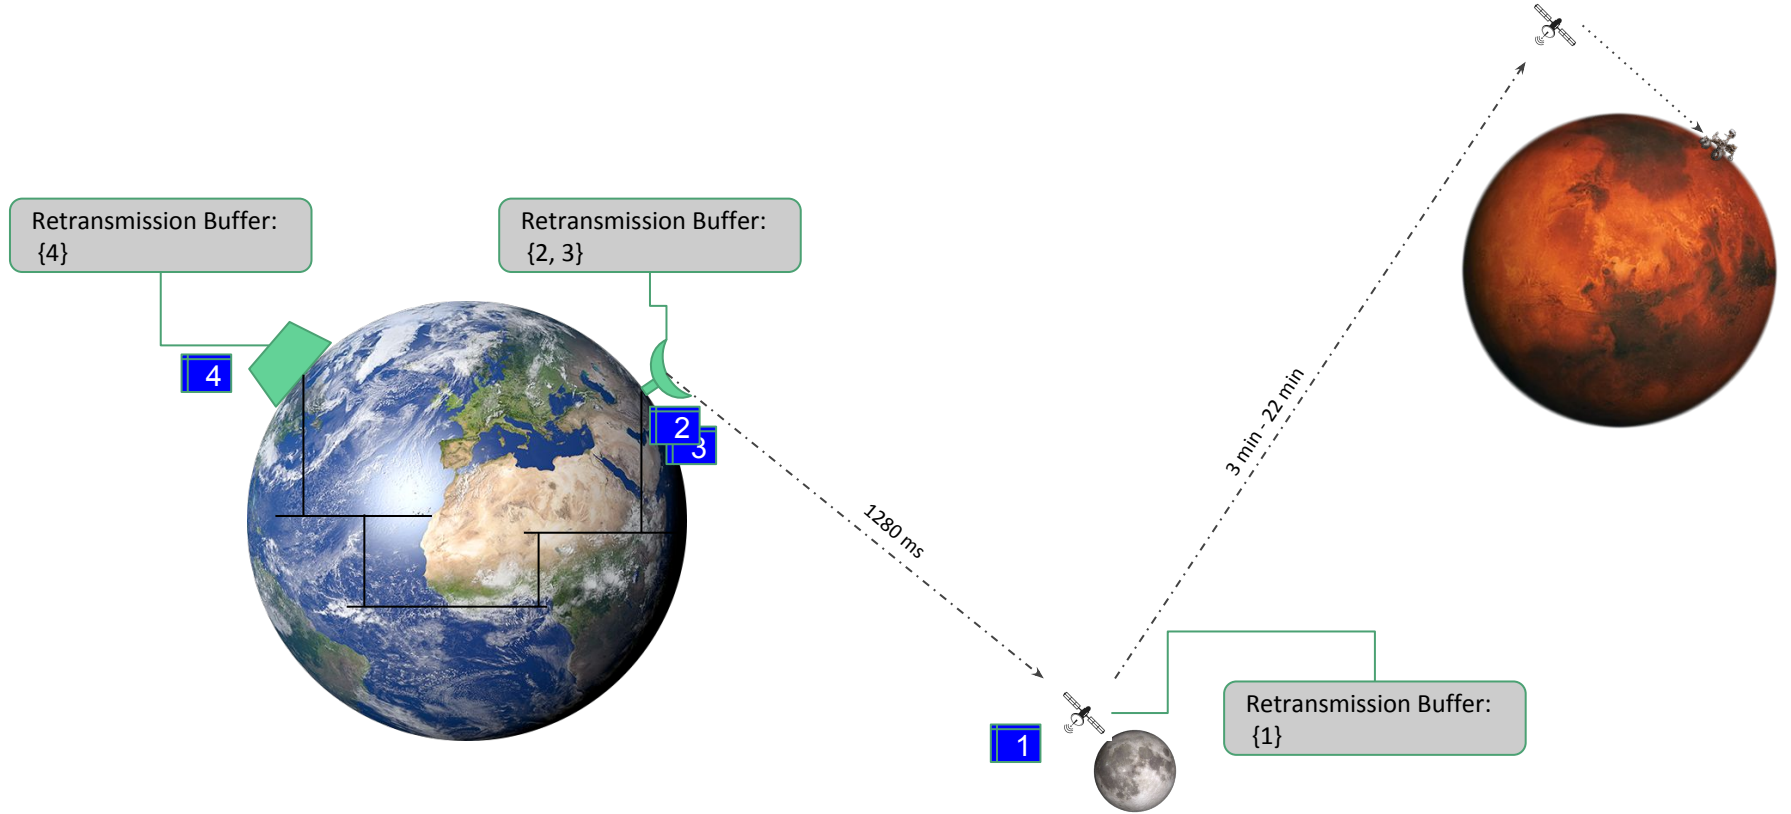 Retransmission Buffer:
{4}
Retransmission Buffer:
{2, 3}
4
2
3
1280 ms
3 min - 22 min
Retransmission Buffer:
{1}
1